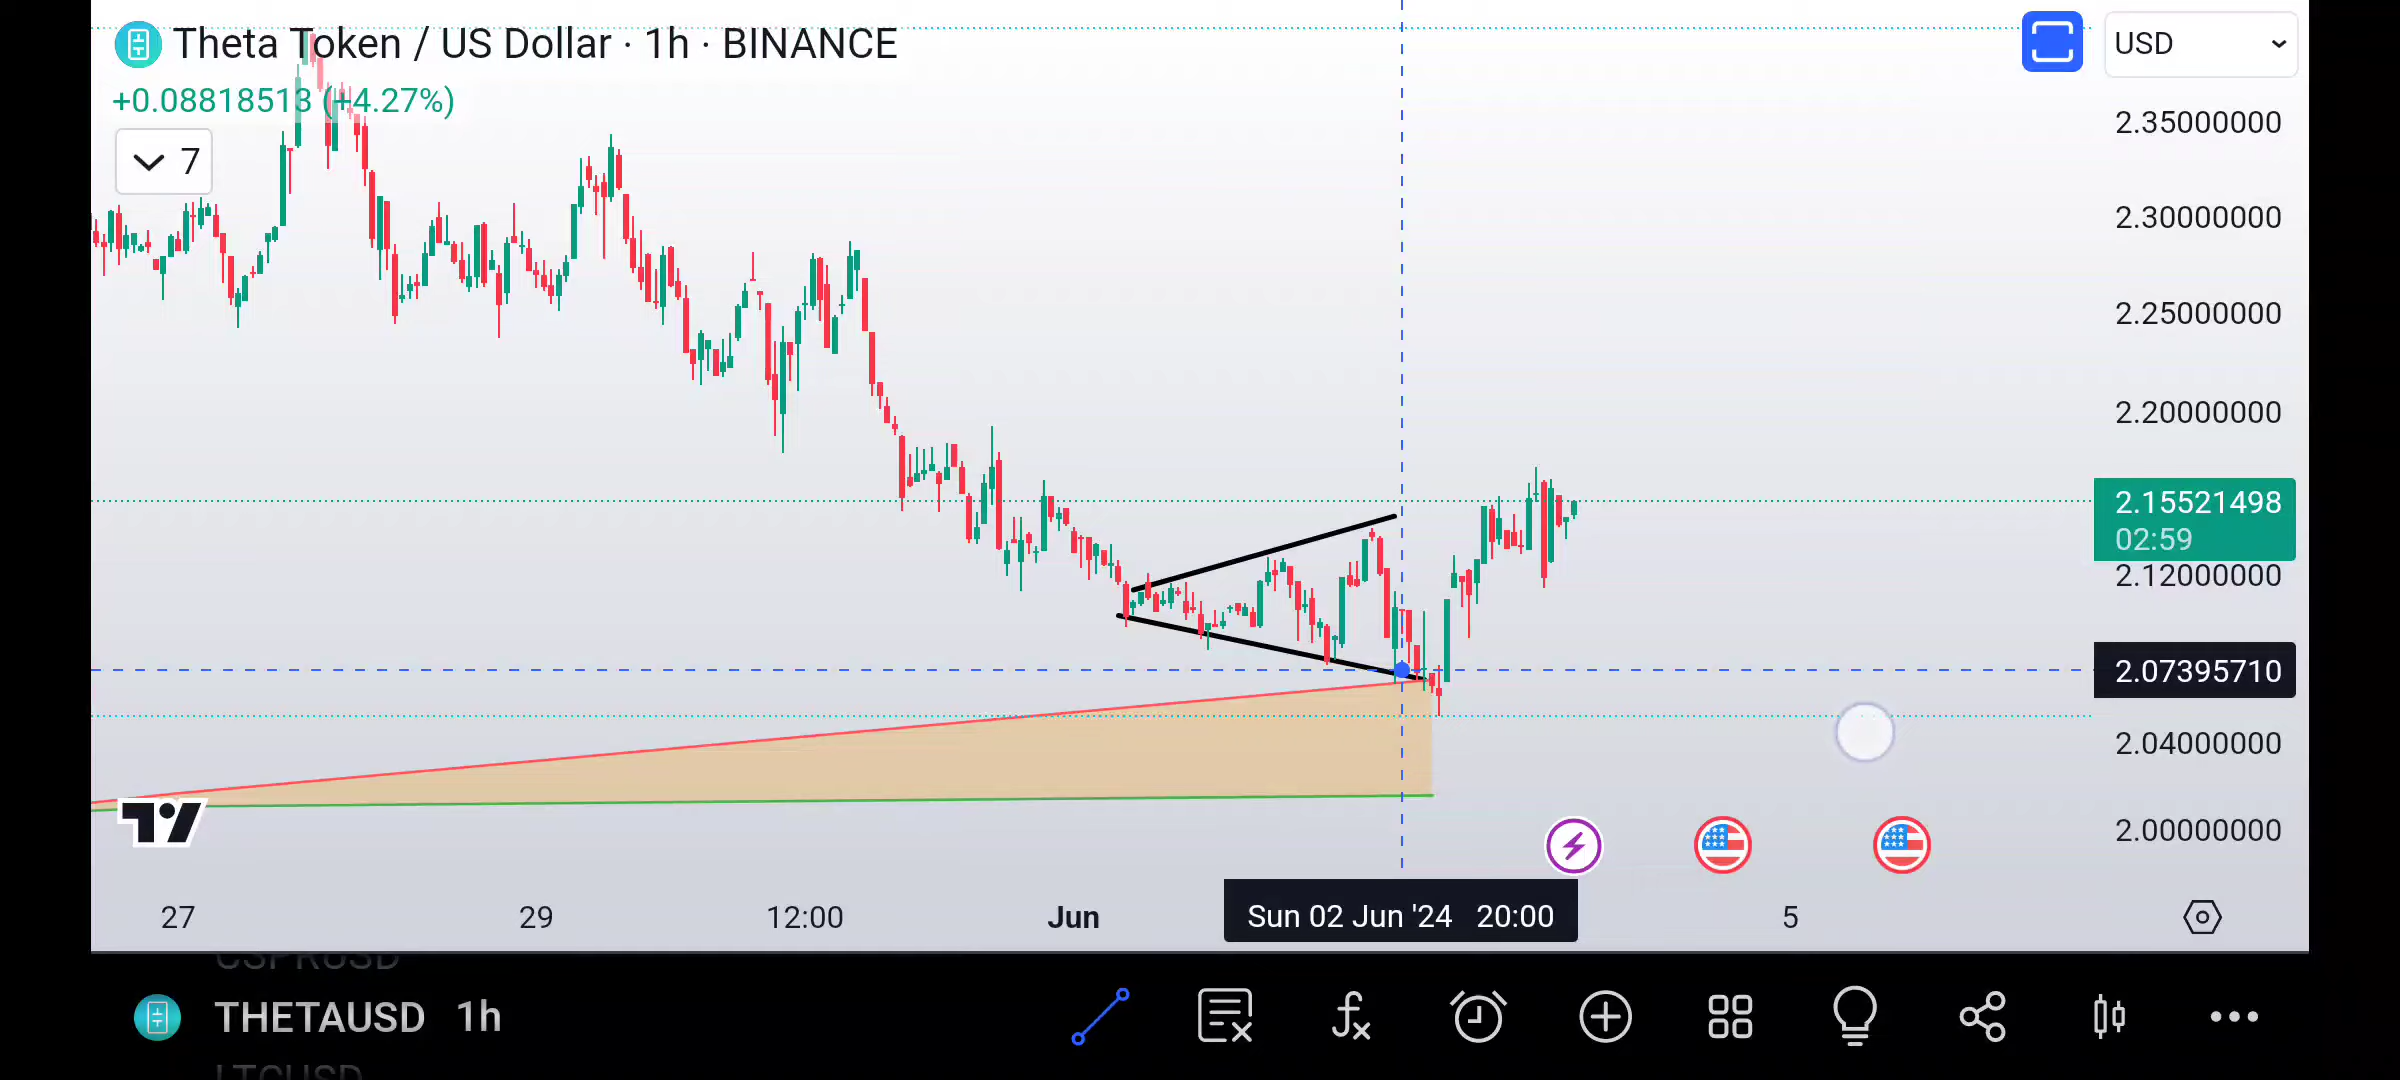 Theta Token / US Dollar · 1h · BINANCE
USD
+0.08818513 (+4.27%)
7
2.35000000
2.30000000
2.25000000
2.20000000
2.15521498
02:59
2.12000000
2.07395710
2.04000000
2.00000000
27
29
12:00
Jun
Sun 02 Jun '24 20:00
5
CSPRUSD
THETAUSD 1h
LTCUSD